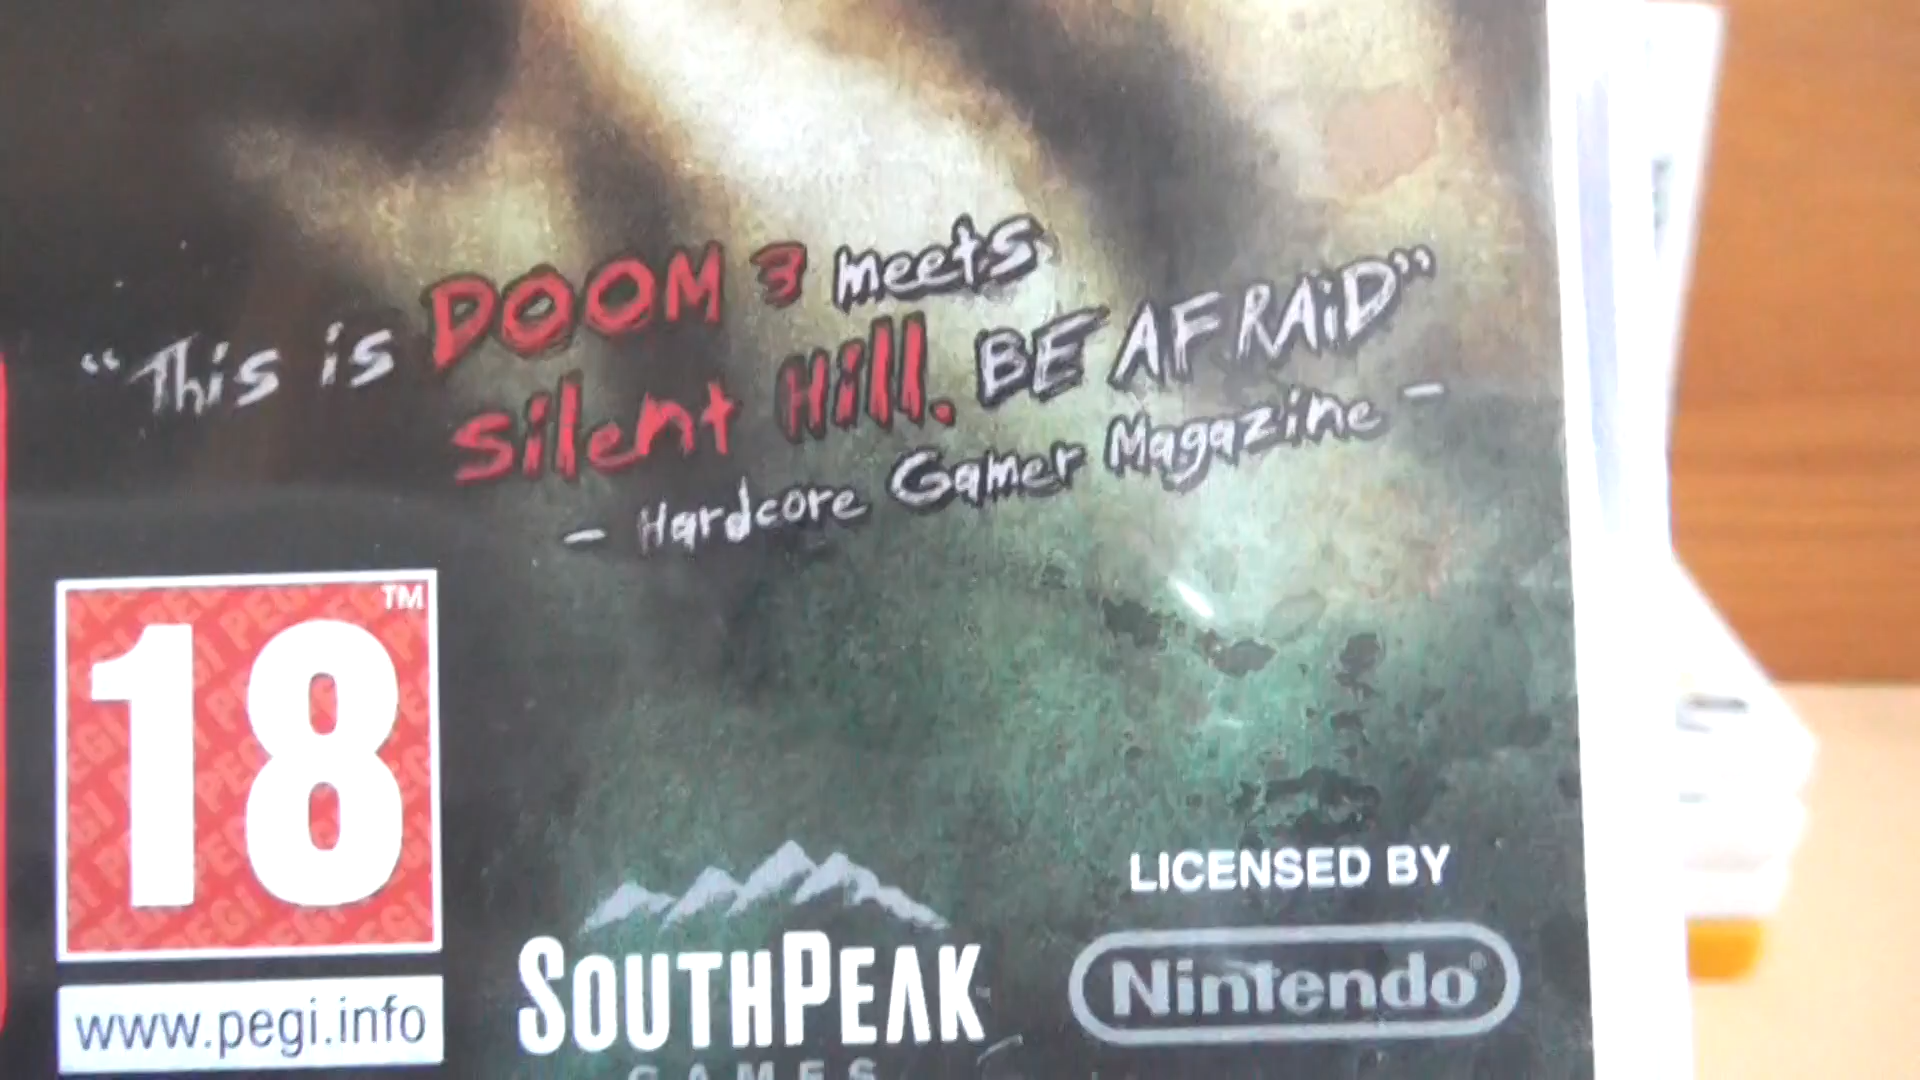 “This is DOOM 3 meets
Silent Hill. BE AFRAiD”
- Hardcore Gamer Magazine -
TM
18
www.pegi.info
SOUTHPEAK
GAMES
LICENSED BY
Nintendo®